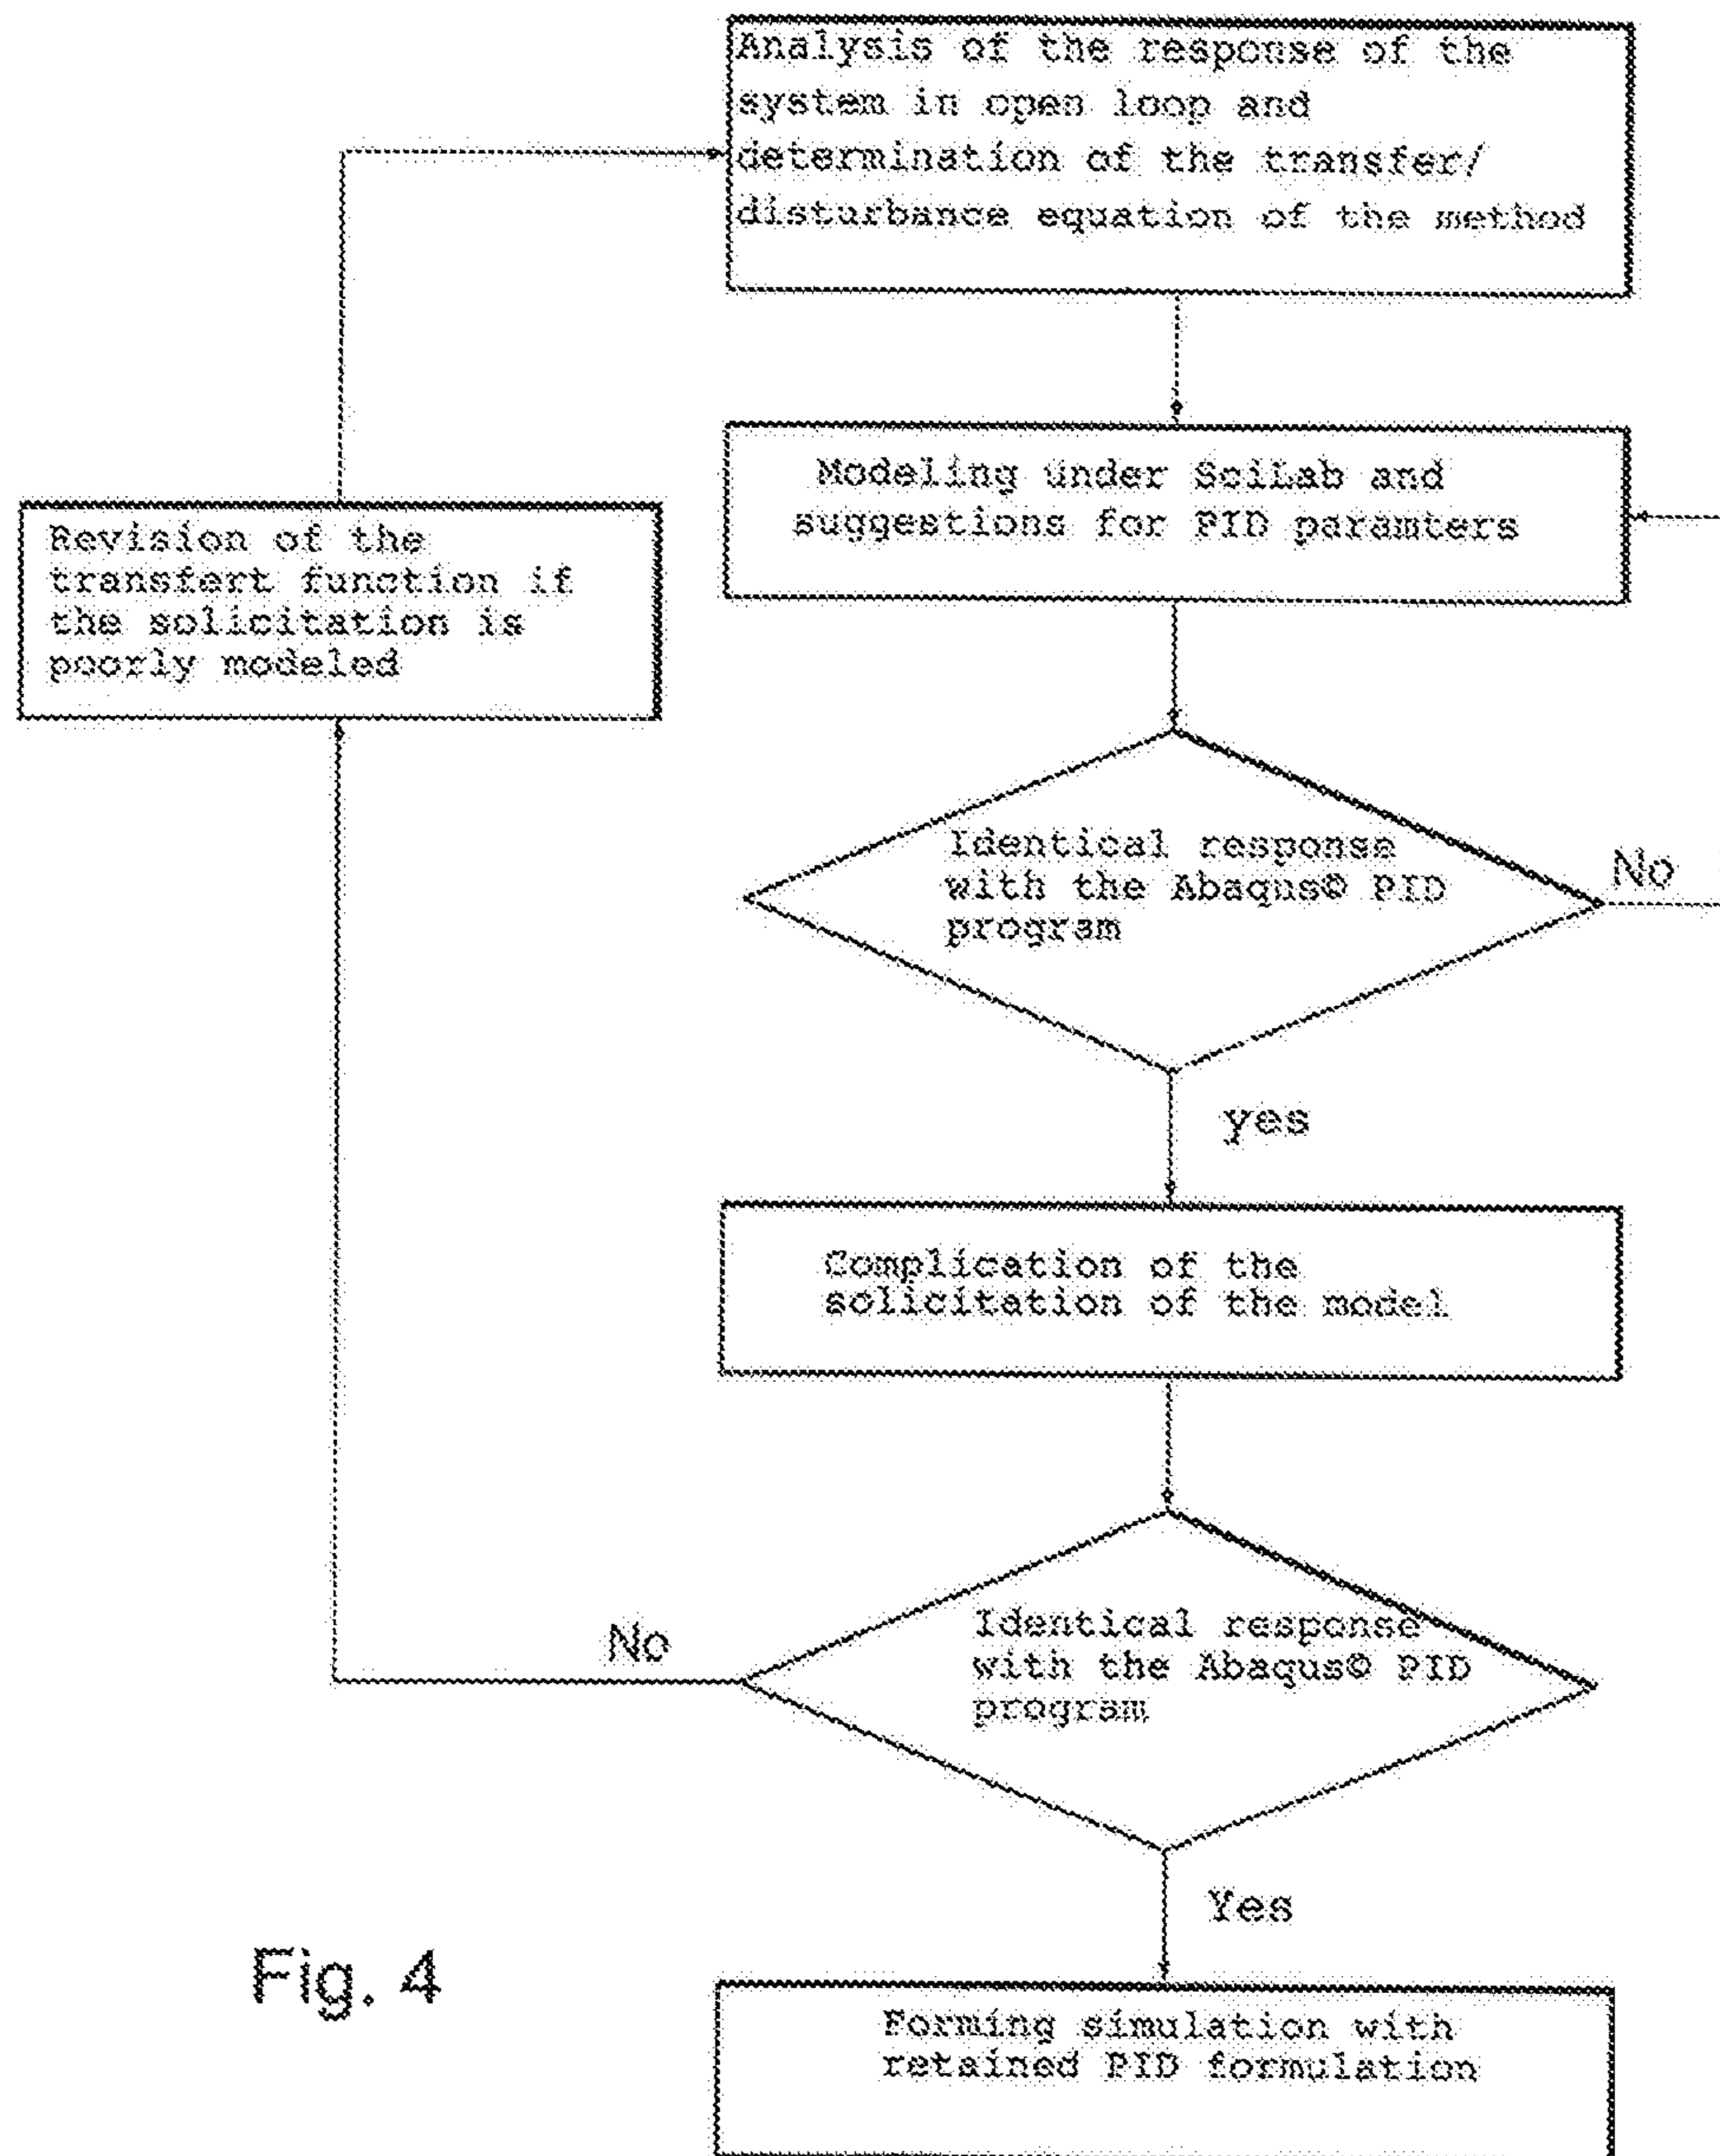 Analysis of the response of the
system in open loop and
determination of the transfer/
disturbance equation of the method
Modeling under SciLab and
suggestions for PID paramters
Revision of the
transfert function if
the solicitation is
poorly modeled
Identical response
with the Abaqus© PID
program
No
yes
Complication of the
solicitation of the model
Identical response
with the Abaqus© PID
program
No
Yes
Forming simulation with
retained PID formulation
Fig. 4